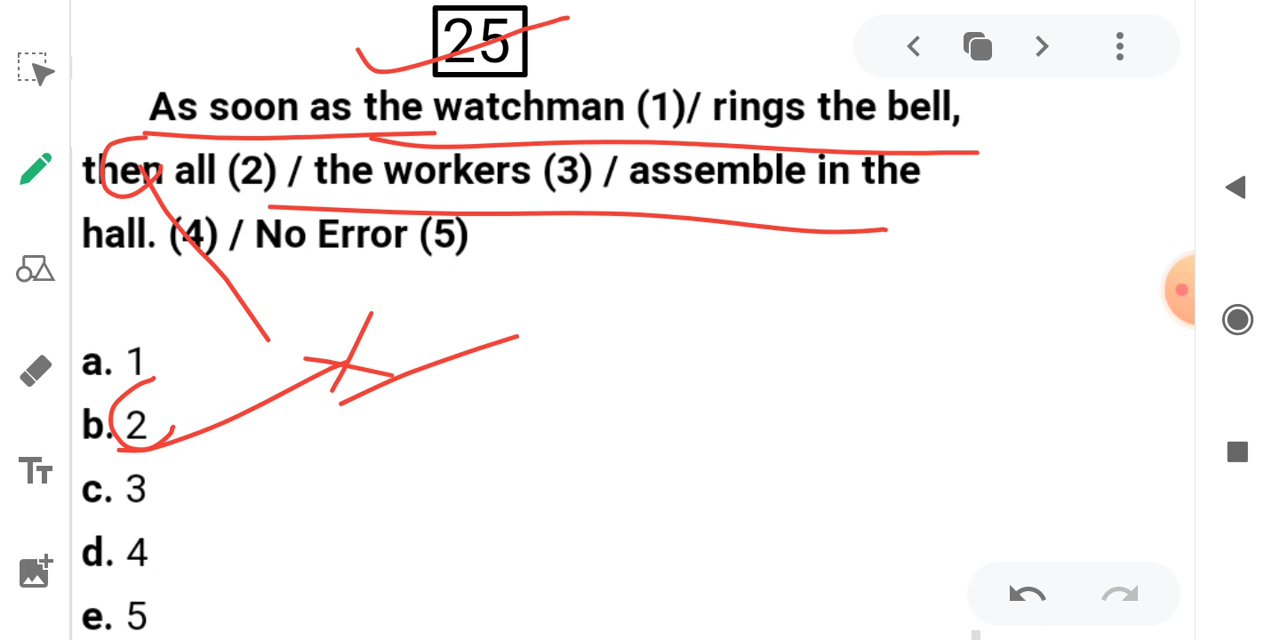 25
As soon as the watchman (1)/ rings the bell,
then all (2) / the workers (3) / assemble in the
hall. (4) / No Error (5)
a. 1
b. 2
c. 3
d. 4
e. 5
TT